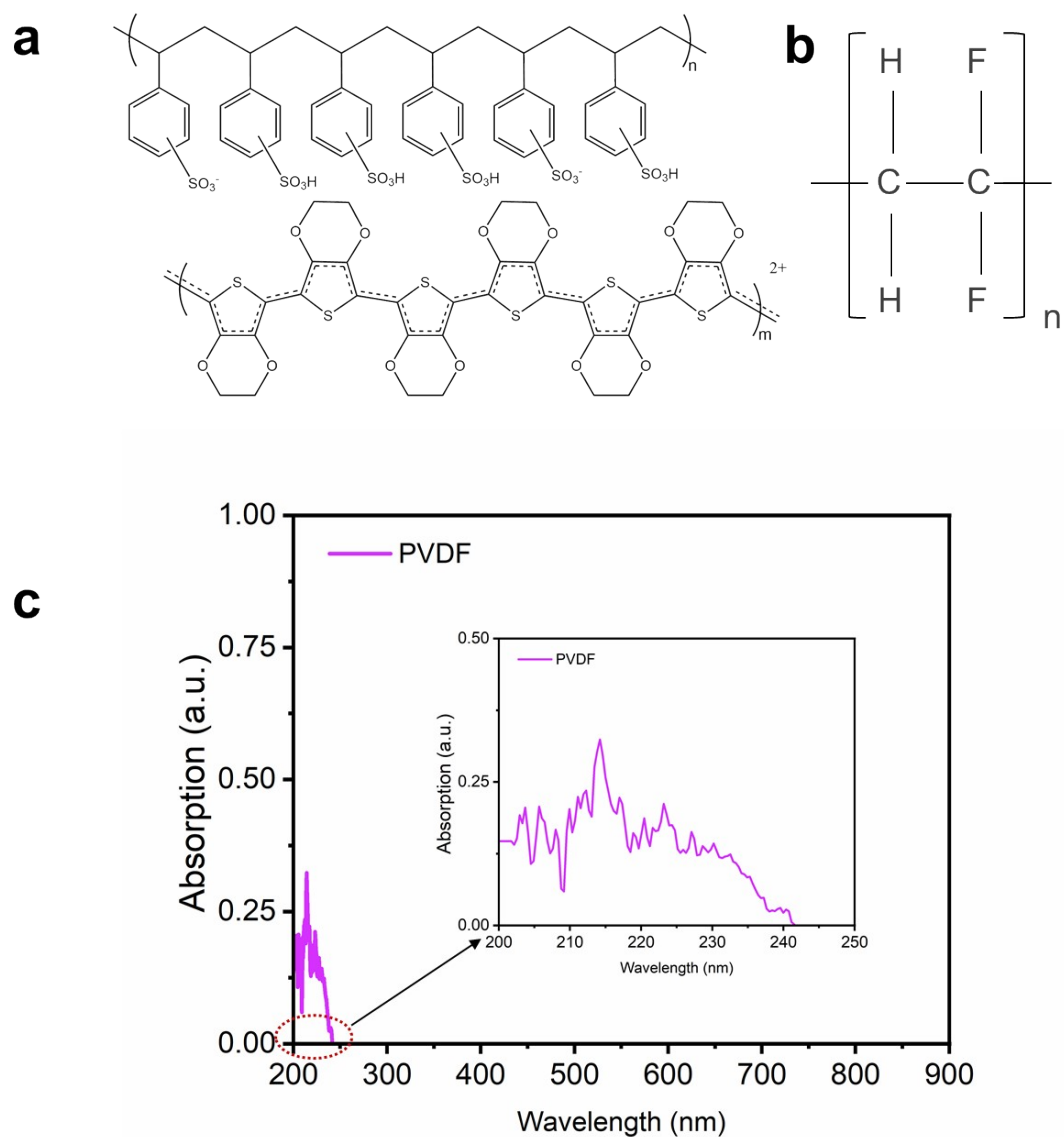 a
n
SO3-
SO3H
SO3H
SO3H
SO3-
SO3H
O
O
O
O
O
O
S
S
S
2+
S
S
S
m
O
O
O
O
O
O
b
H
F
C
C
H
F
n
c
1.00
0.75
0.50
0.25
0.00
Absorption (a.u.)
PVDF
200
300
400
500
600
700
800
900
Wavelength (nm)
0.50
0.25
0.00
Absorption (a.u.)
PVDF
200
210
220
230
240
250
Wavelength (nm)